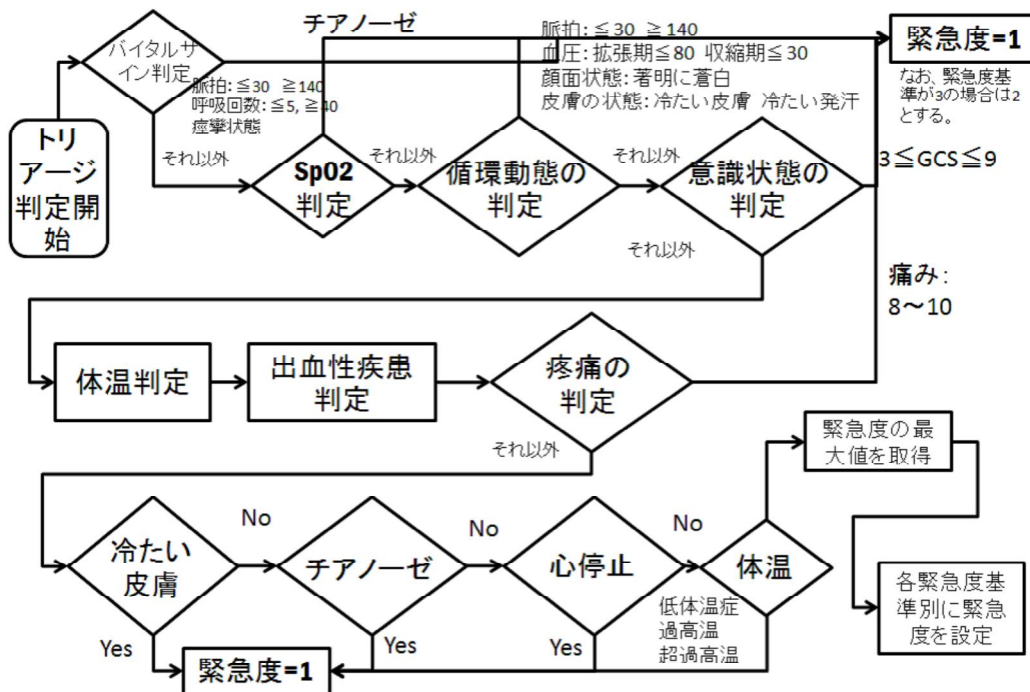 チアノーゼ
バイタルサ
イン判定
脈拍:≦30 ≧140
呼吸回数:≦5,≧40
痙攣状態
脈拍:≦30 ≧140
血圧:拡張期≦80 収縮期≦30
顔面状態:著明に蒼白
皮膚の状態:冷たい皮膚 冷たい発汗
緊急度=1
なお、緊急度基
準が3の場合は2
とする。
トリ
アージ
判定開
始
それ以外
SpO2
判定
それ以外
循環動態の
判定
それ以外
意識状態の
判定
3≦GCS≦9
それ以外
痛み:
8~10
体温判定
出血性疾患
判定
疼痛の
判定
それ以外
緊急度の最
大値を取得
冷たい
皮膚
No
チアノーゼ
No
心停止
No
体温
低体温症
過高温
超過高温
各緊急度基
準別に緊急
度を設定
Yes
緊急度=1
Yes
Yes